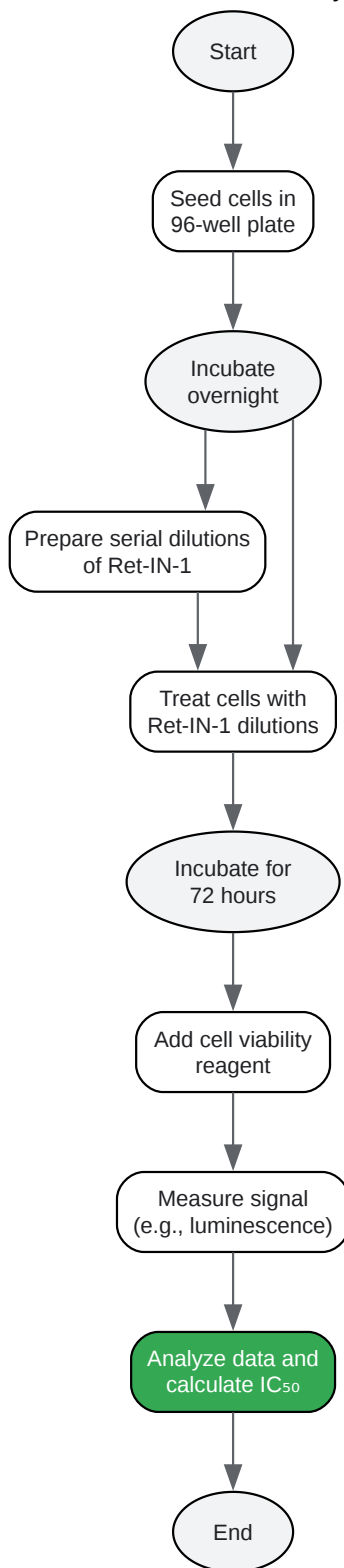 Start
Seed cells in
96-well plate
Incubate
overnight
Prepare serial dilutions
of Ret-IN-1
Treat cells with
Ret-IN-1 dilutions
Incubate for
72 hours
Add cell viability
reagent
Measure signal
(e.g., luminescence)
Analyze data and
calculate IC₅₀
End